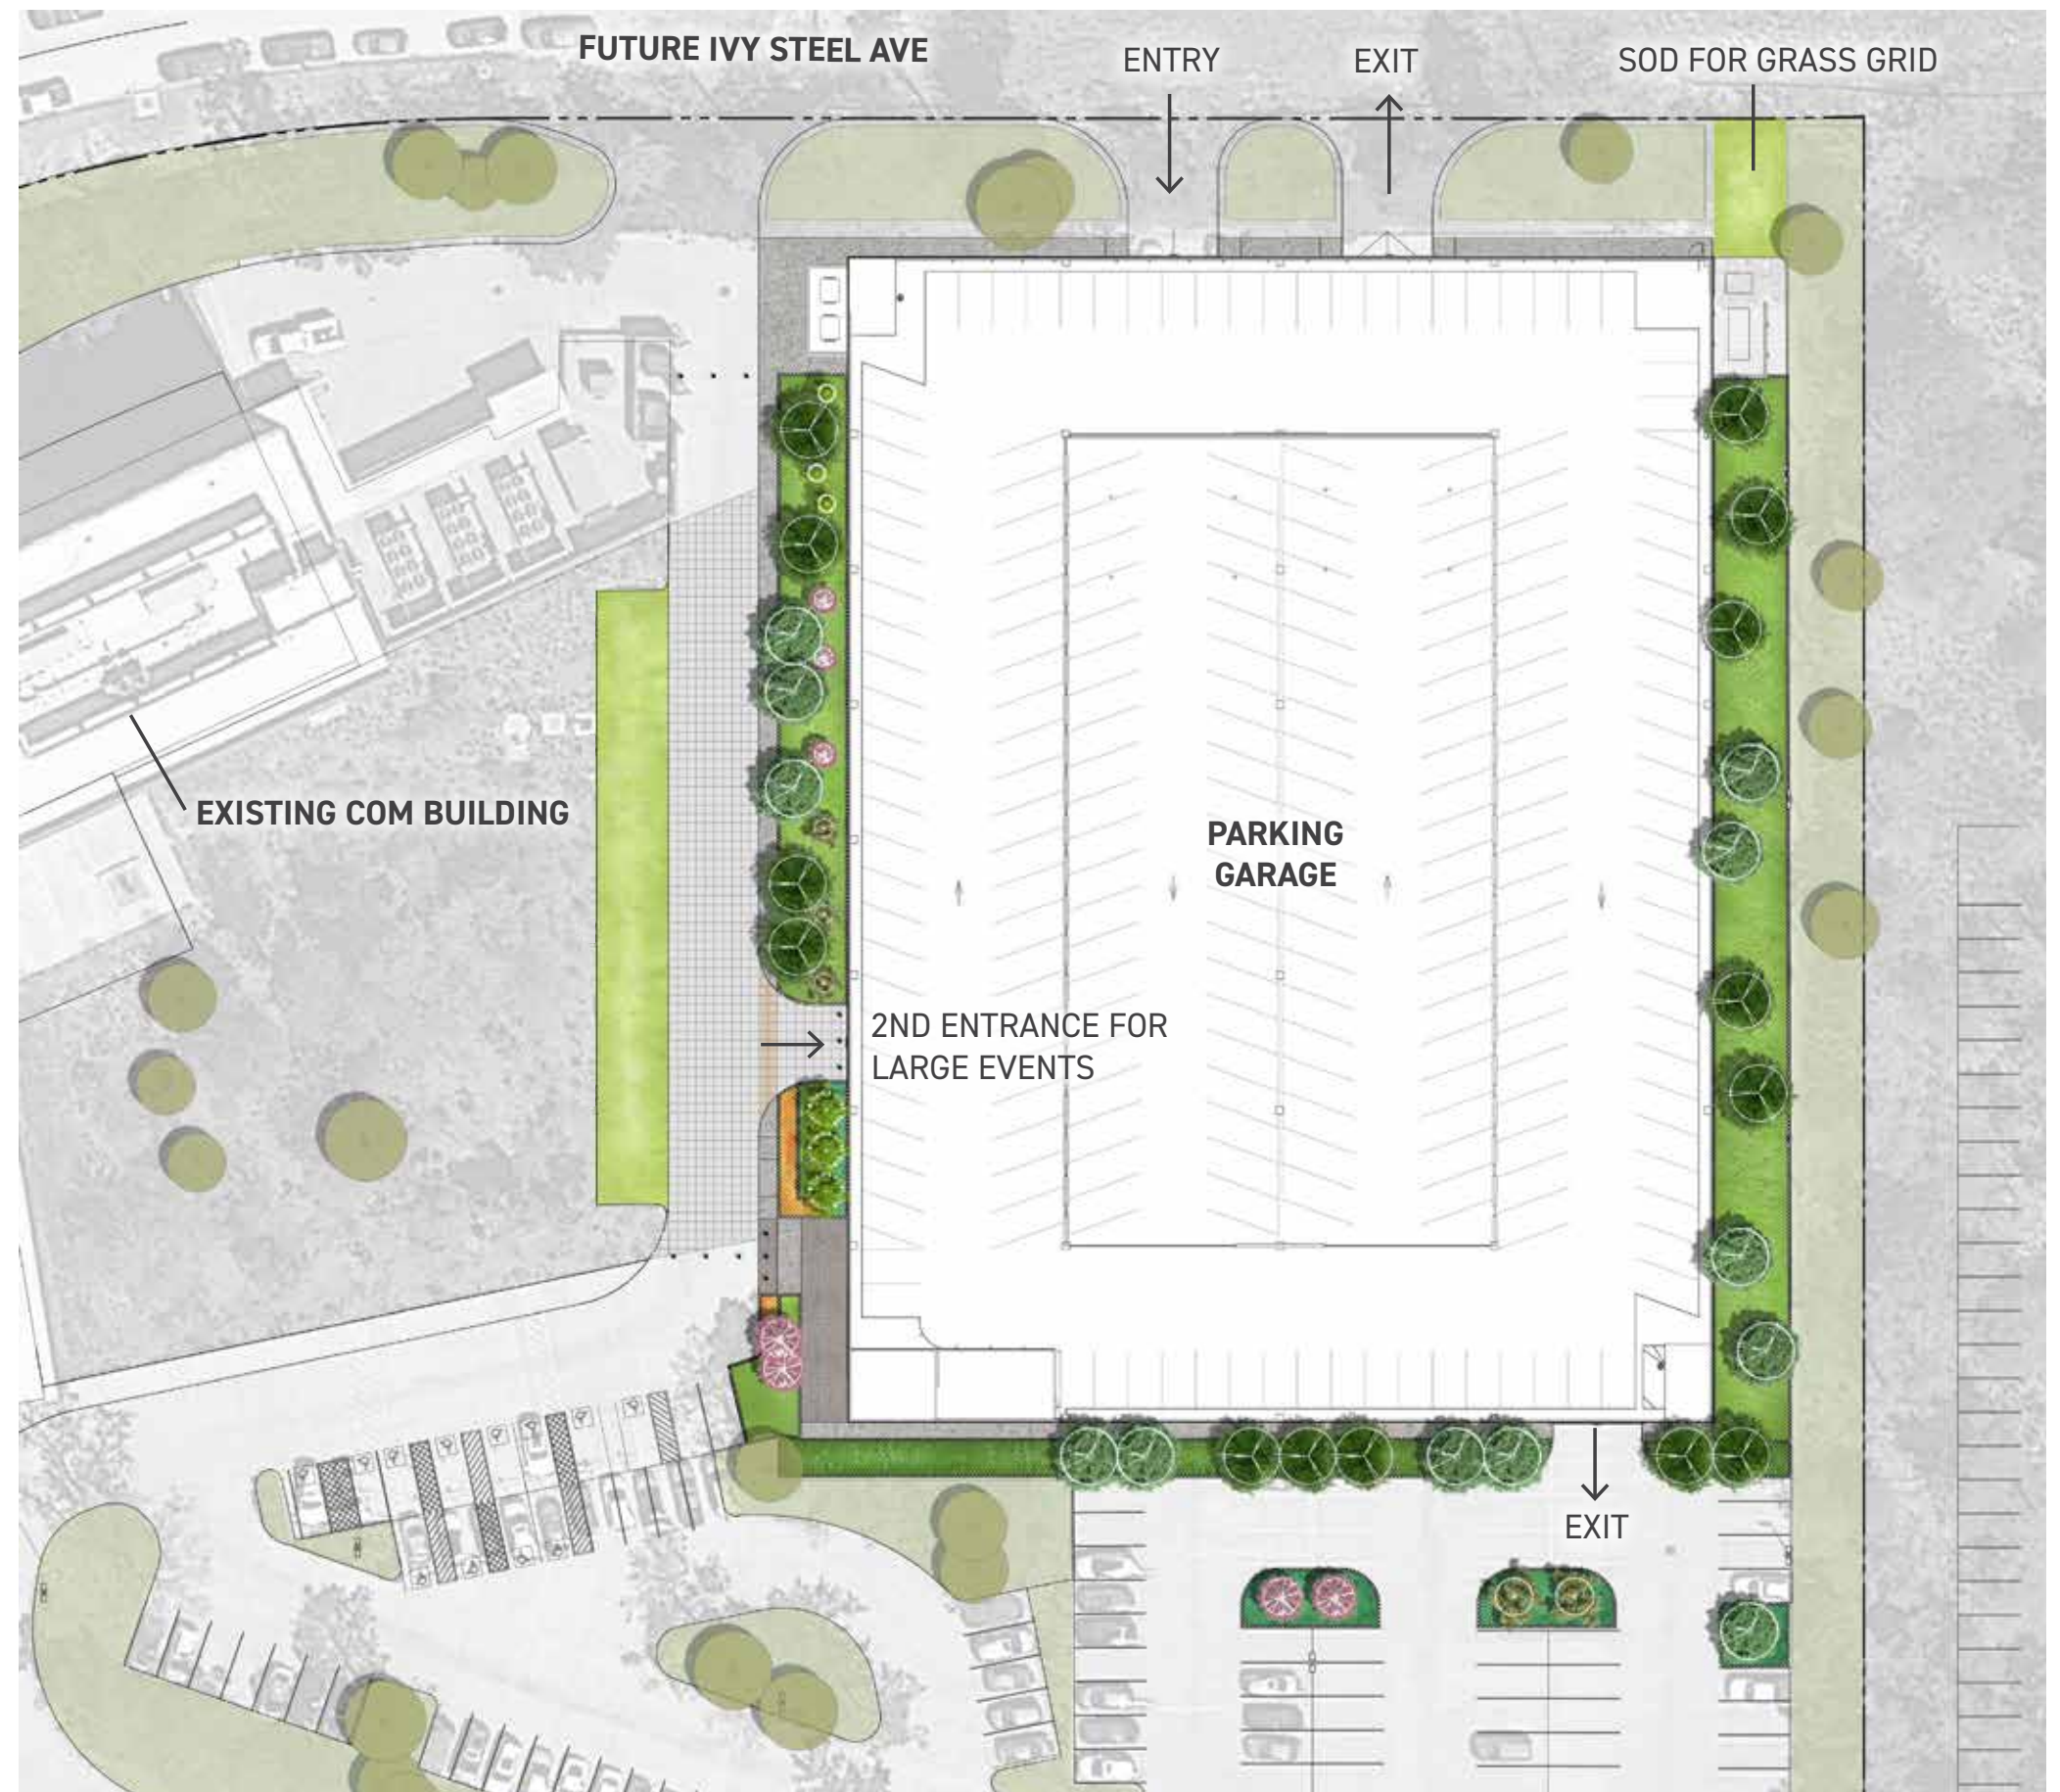 FUTURE IVY STEEL AVE
ENTRY
EXIT
SOD FOR GRASS GRID
EXISTING COM BUILDING
PARKING
GARAGE
2ND ENTRANCE FOR
LARGE EVENTS
EXIT